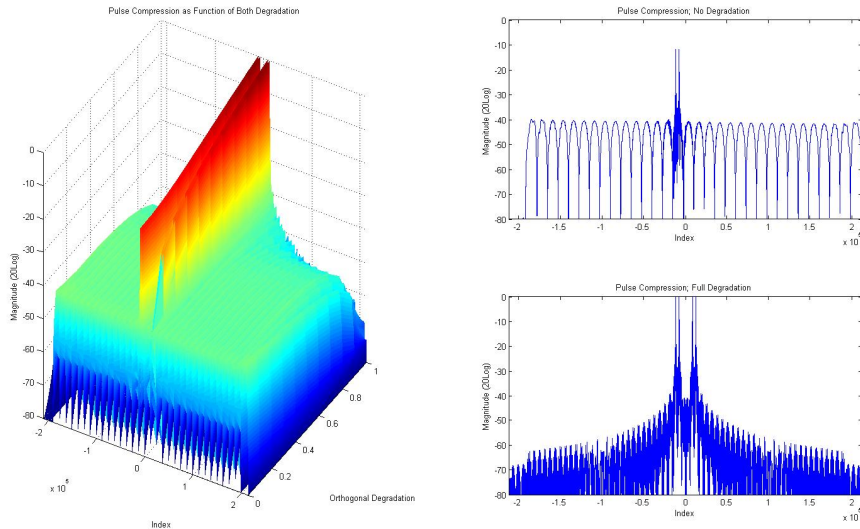 Pulse Compression as Function of Both Degradation
0
-10
-20
-30
-40
-50
-60
-70
-80
Magnitude (20Log)
-2
-1
0
1
2
x 10^5
Index
0
0.2
0.4
0.6
0.8
1
Orthogonal Degradation
Pulse Compression; No Degradation
0
-10
-20
-30
-40
-50
-60
-70
-80
Magnitude (20Log)
-2 -1.5 -1 -0.5 0 0.5 1 1.5 2
Index
x 10^5
Pulse Compression; Full Degradation
0
-10
-20
-30
-40
-50
-60
-70
-80
Magnitude (20Log)
-2 -1.5 -1 -0.5 0 0.5 1 1.5 2
Index
x 10^5